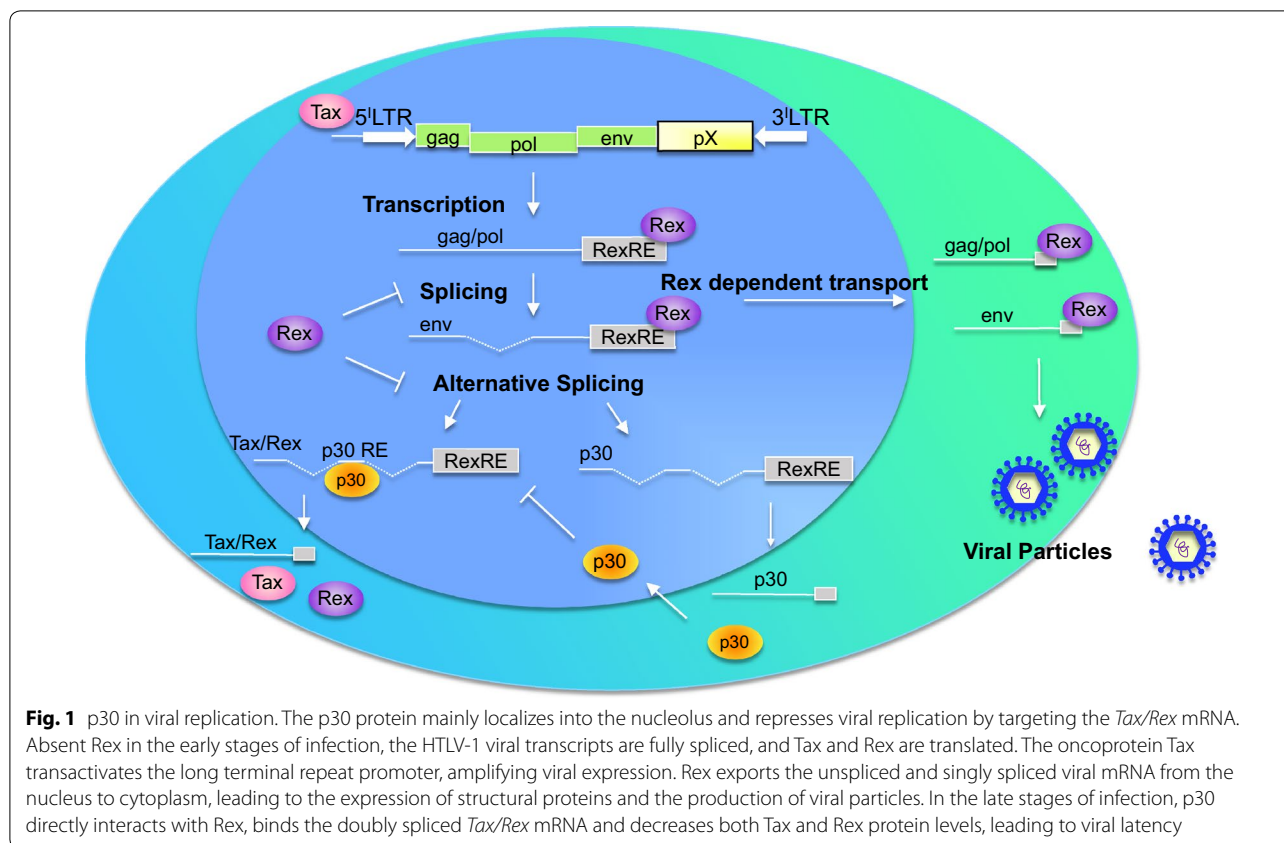 Tax
5ᴵLTR
3ᴵLTR
gag
pol
env
pX
Transcription
gag/pol
Rex
RexRE
gag/pol
Rex
Splicing
Rex dependent transport
Rex
env
Rex
RexRE
env
Rex
Alternative Splicing
Tax/Rex
p30 RE
p30
RexRE
p30
RexRE
Tax/Rex
Tax
Rex
p30
p30
p30
Viral Particles
Fig. 1 p30 in viral replication. The p30 protein mainly localizes into the nucleolus and represses viral replication by targeting the Tax/Rex mRNA.
Absent Rex in the early stages of infection, the HTLV-1 viral transcripts are fully spliced, and Tax and Rex are translated. The oncoprotein Tax
transactivates the long terminal repeat promoter, amplifying viral expression. Rex exports the unspliced and singly spliced viral mRNA from the
nucleus to cytoplasm, leading to the expression of structural proteins and the production of viral particles. In the late stages of infection, p30
directly interacts with Rex, binds the doubly spliced Tax/Rex mRNA and decreases both Tax and Rex protein levels, leading to viral latency